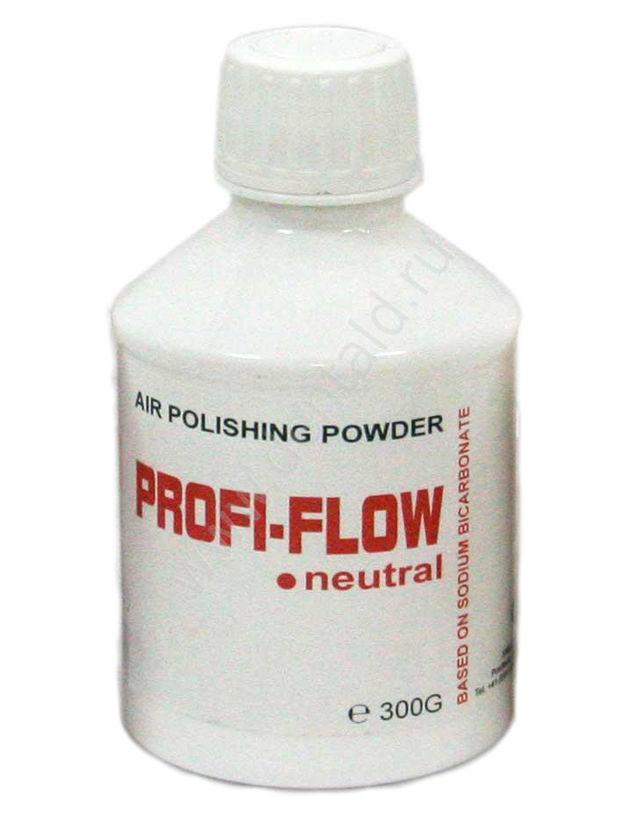 AIR POLISHING POWDER
PROFI-FLOW
•neutral
℮ 300G
BASED ON SODIUM BICARBONATE